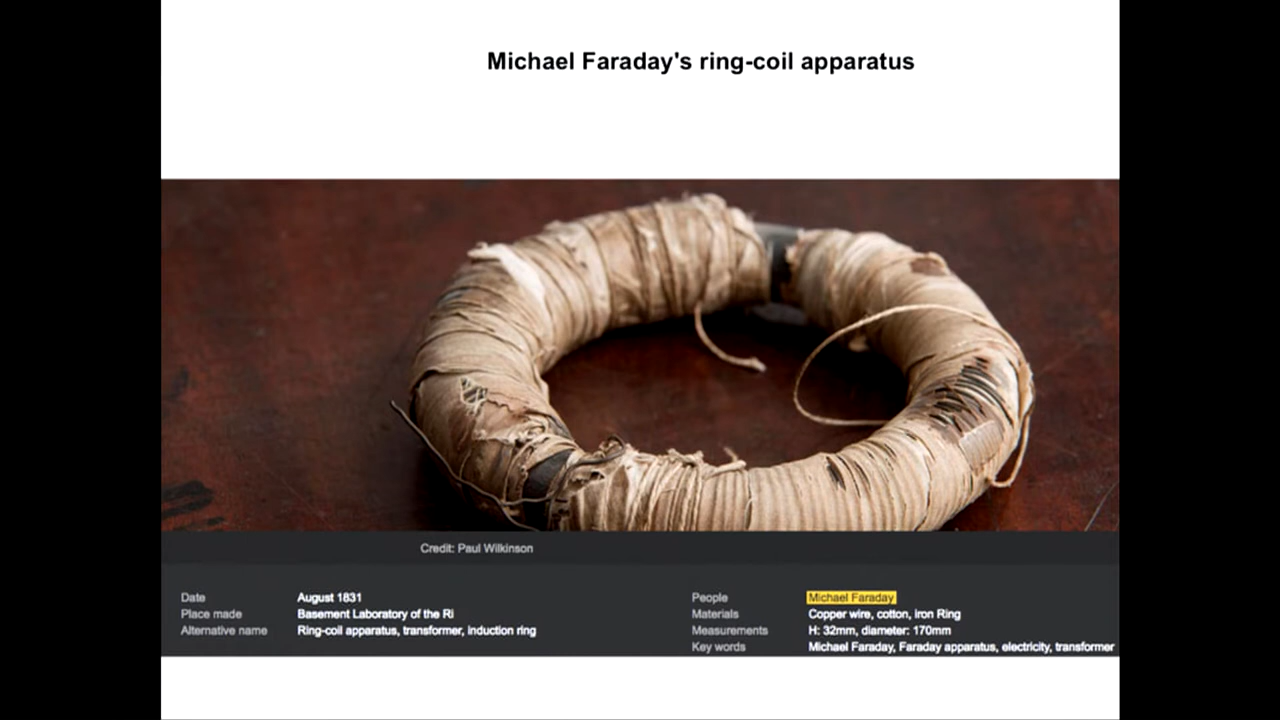 Michael Faraday's ring-coil apparatus
Credit: Paul Wilkinson
Date August 1831
Place made Basement Laboratory of the Ri
Alternative name Ring-coil apparatus, transformer, induction ring
People Michael Faraday
Materials Copper wire, cotton, iron Ring
Measurements H: 32mm, diameter: 170mm
Key words Michael Faraday, Faraday apparatus, electricity, transformer